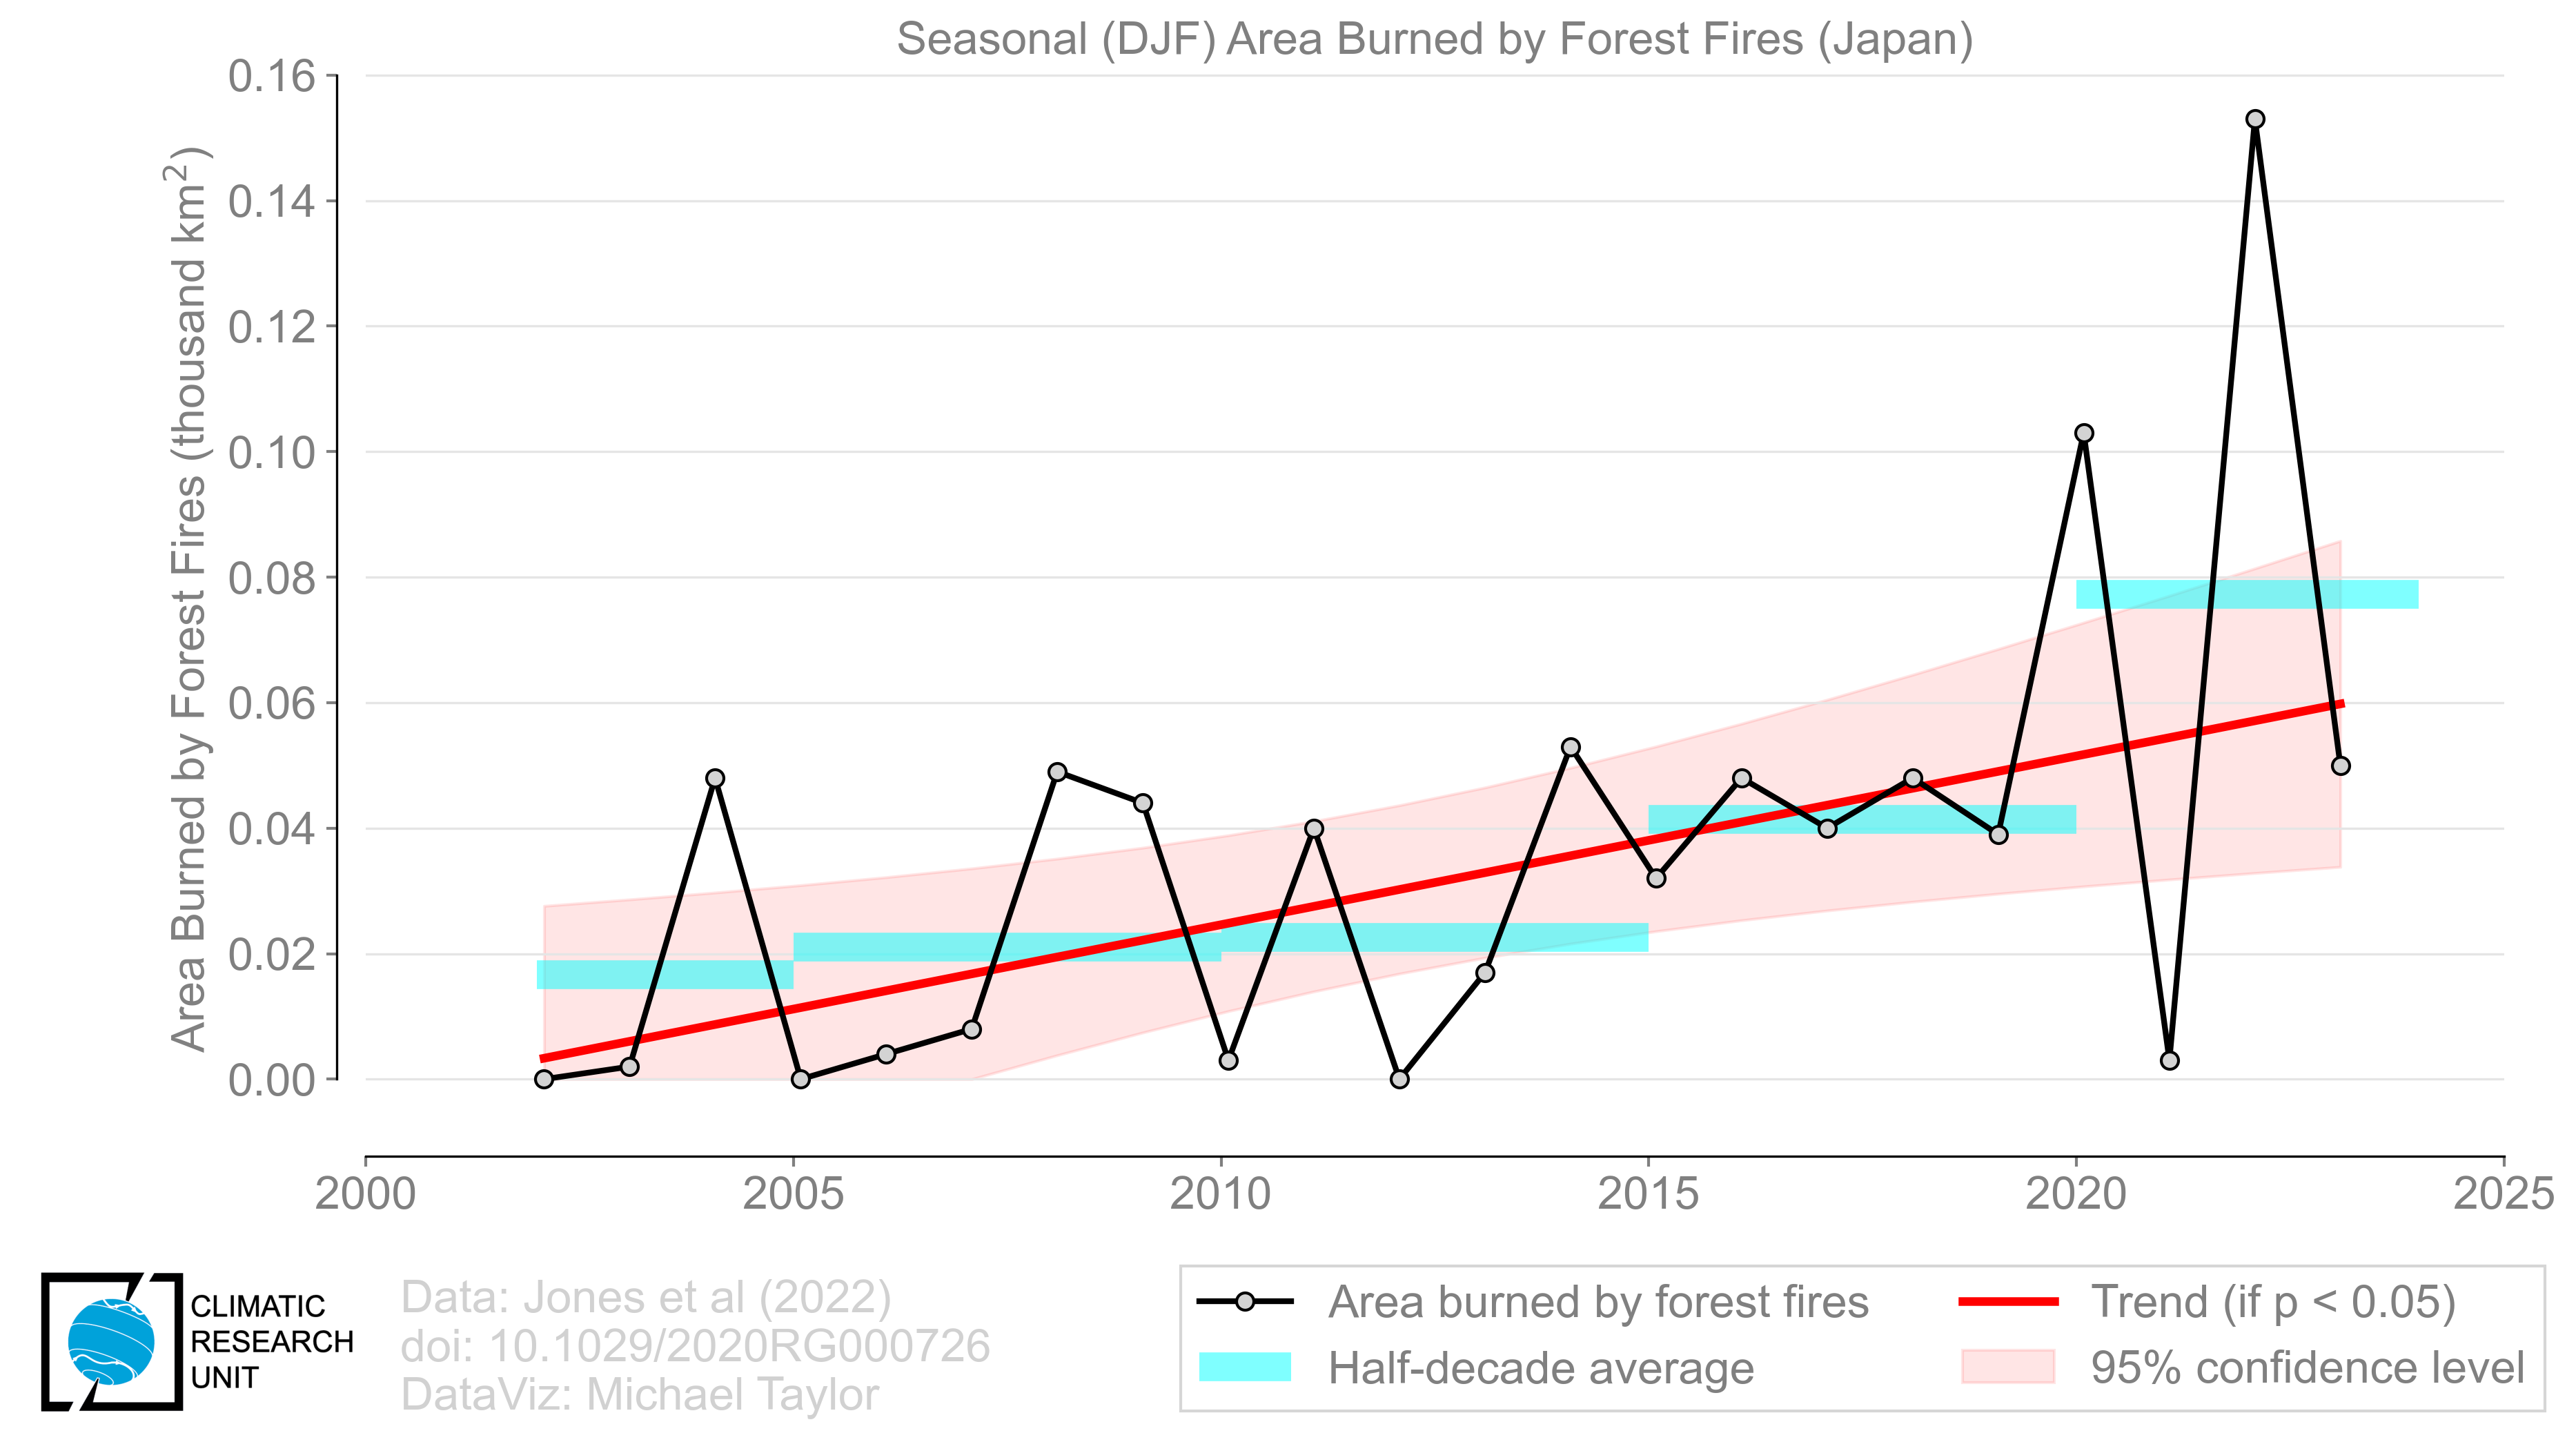 Seasonal (DJF) Area Burned by Forest Fires (Japan)
Area Burned by Forest Fires (thousand km²)
0.16
0.14
0.12
0.10
0.08
0.06
0.04
0.02
0.00
2000 2005 2010 2015 2020 2025
CLIMATIC
RESEARCH
UNIT
Data: Jones et al (2022)
doi: 10.1029/2020RG000726
DataViz: Michael Taylor
Area burned by forest fires
Half-decade average
Trend (if p < 0.05)
95% confidence level